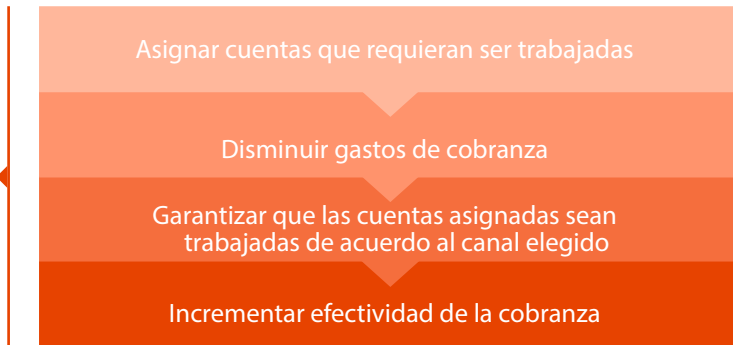 Asignar cuentas que requieran ser trabajadas
Disminuir gastos de cobranza
Garantizar que las cuentas asignadas sean
trabajadas de acuerdo al canal elegido
Incrementar efectividad de la cobranza